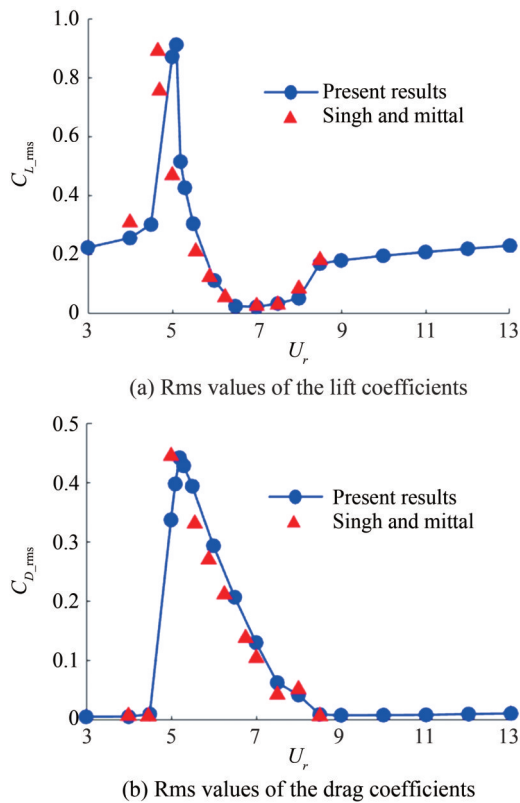 1.0
0.8
0.6
0.4
0.2
0
C_L_rms
Present results
Singh and mittal
3 5 7 9 11 13
U_r
(a) Rms values of the lift coefficients
0.5
0.4
0.3
0.2
0.1
0
C_D_rms
Present results
Singh and mittal
3 5 7 9 11 13
U_r
(b) Rms values of the drag coefficients